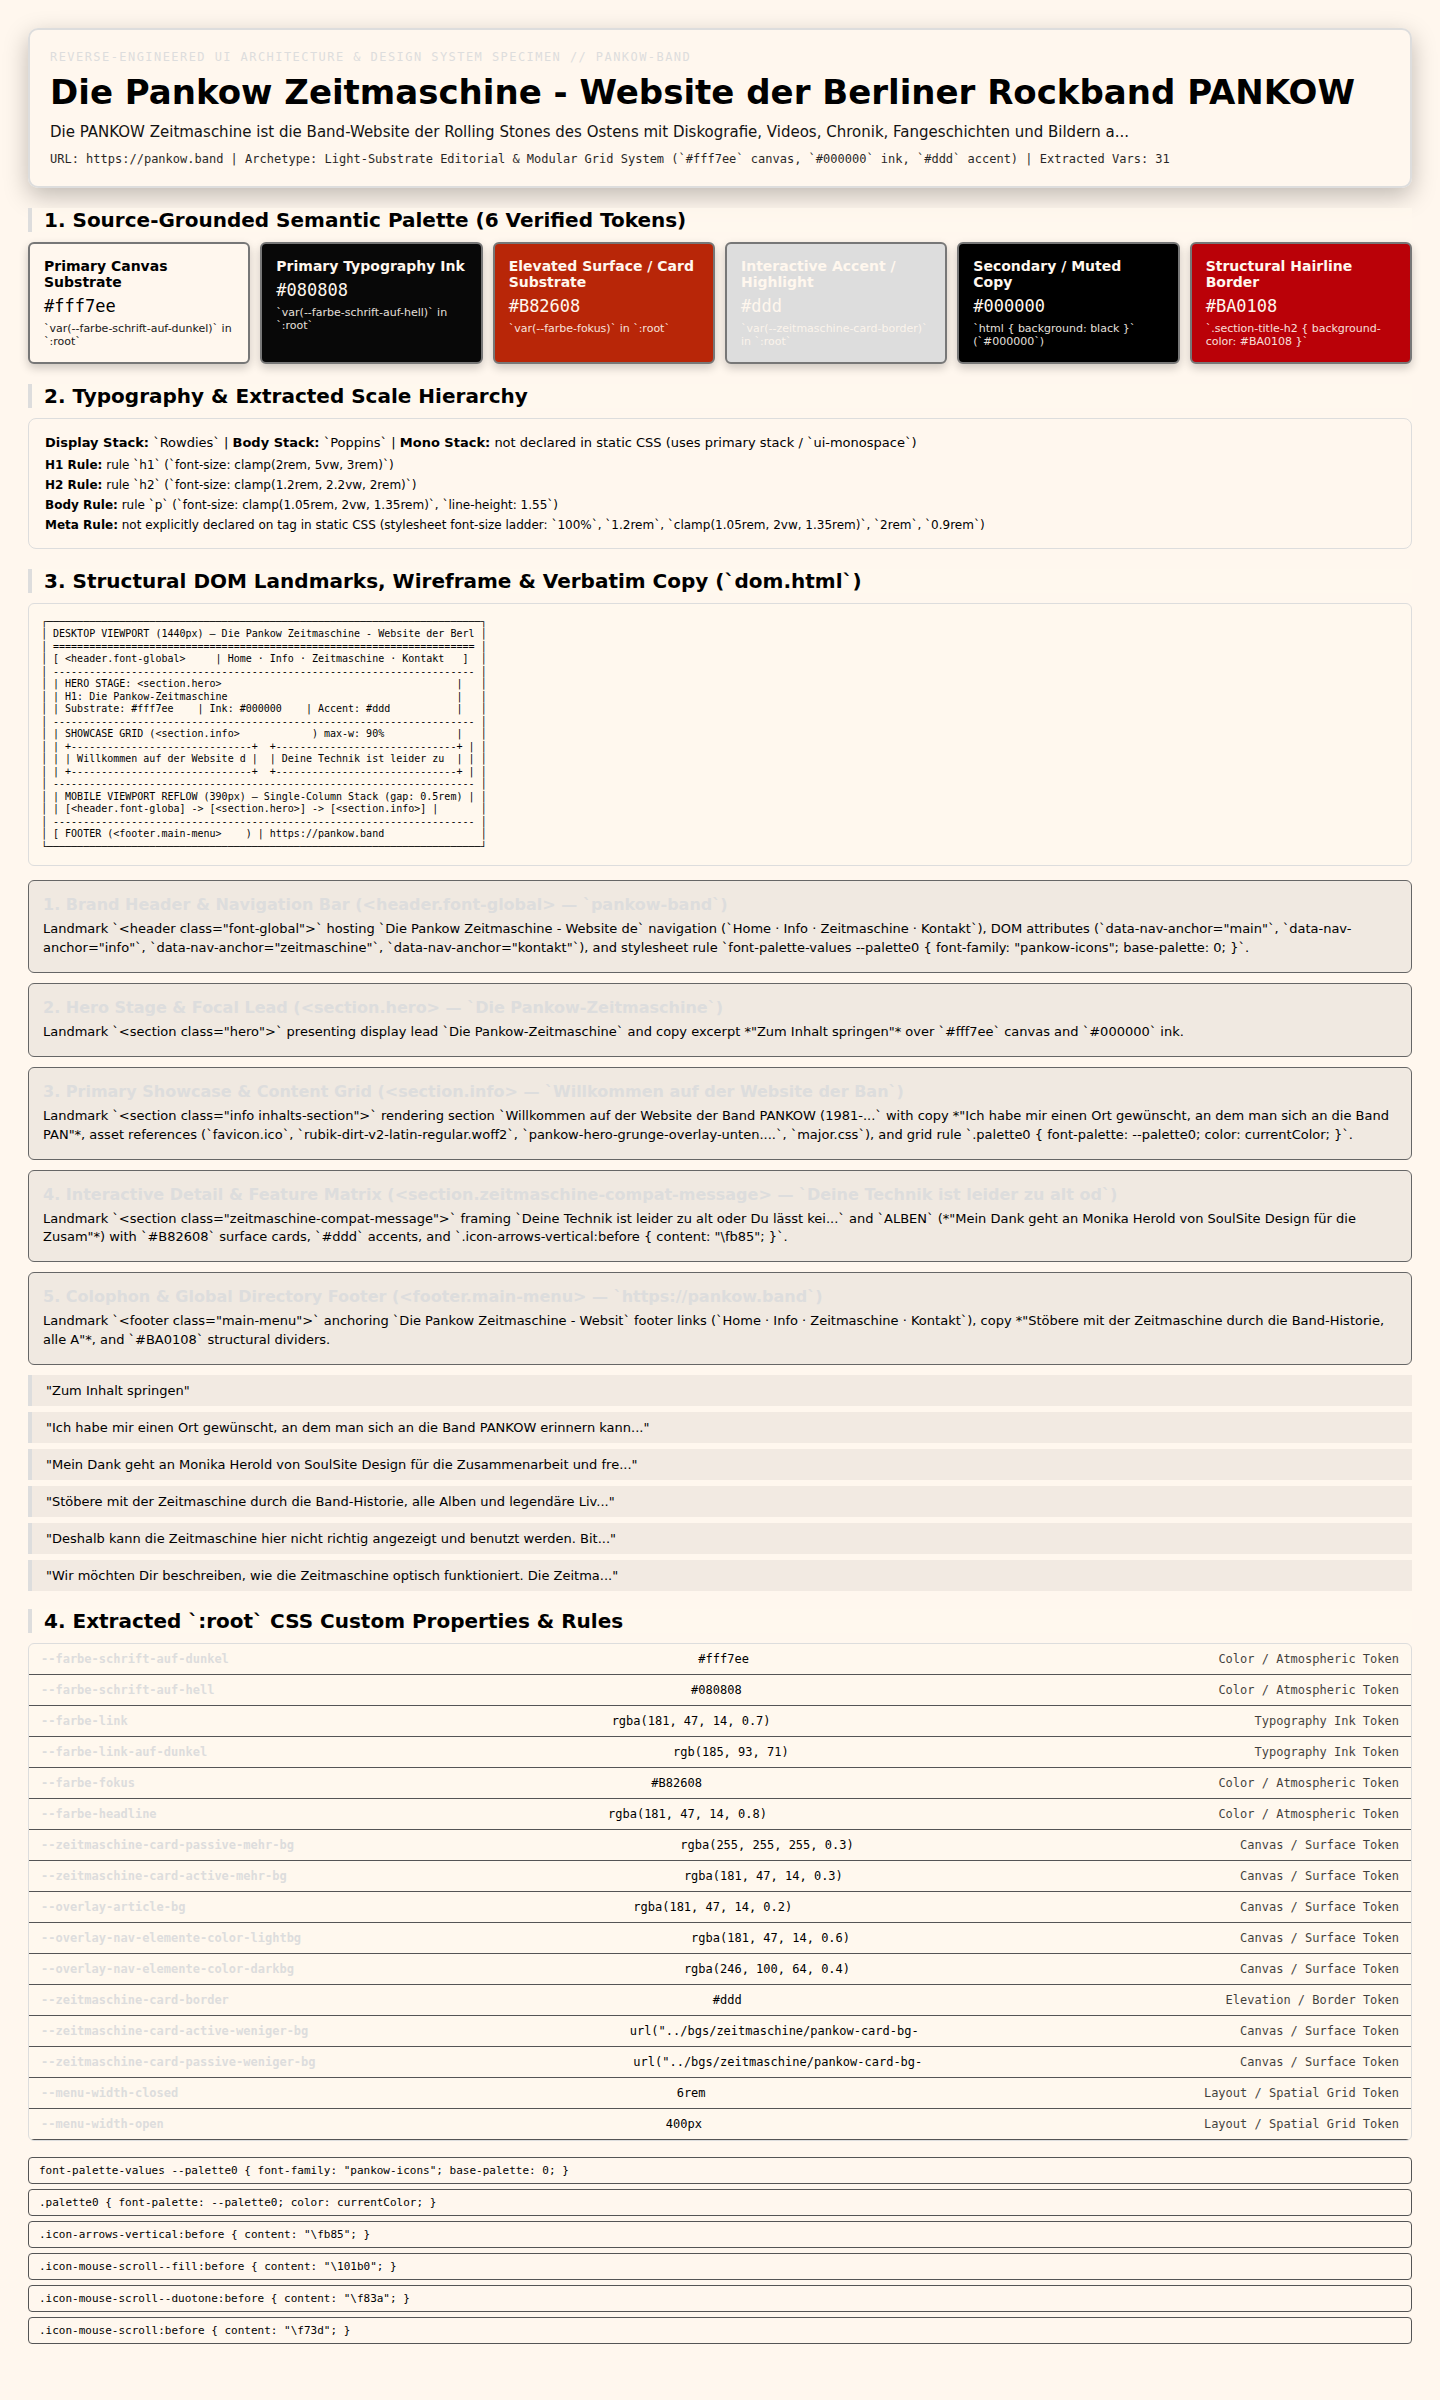 REVERSE-ENGINEERED UI ARCHITECTURE & DESIGN SYSTEM SPECIMEN // PANKOW-BAND
Die Pankow Zeitmaschine - Website der Berliner Rockband PANKOW
Die PANKOW Zeitmaschine ist die Band-Website der Rolling Stones des Ostens mit Diskografie, Videos, Chronik, Fangeschichten und Bildern a...
URL: https://pankow.band | Archetype: Light-Substrate Editorial & Modular Grid System (`#fff7ee` canvas, `#000000` ink, `#ddd` accent) | Extracted Vars: 31
1. Source-Grounded Semantic Palette (6 Verified Tokens)
Primary Canvas
Substrate
#fff7ee
`var(--farbe-schrift-auf-dunkel)` in
`:root`
Primary Typography Ink
#080808
`var(--farbe-schrift-auf-hell)` in
`:root`
Elevated Surface / Card
Substrate
#B82608
`var(--farbe-fokus)` in `:root`
Interactive Accent /
Highlight
#ddd
`var(--zeitmaschine-card-border)`
in `:root`
Secondary / Muted
Copy
#000000
`html { background: black }`
(`#000000`)
Structural Hairline
Border
#BA0108
`.section-title-h2 { background-
color: #BA0108 }`
2. Typography & Extracted Scale Hierarchy
Display Stack: `Rowdies` | Body Stack: `Poppins` | Mono Stack: not declared in static CSS (uses primary stack / `ui-monospace`)
H1 Rule: rule `h1` (`font-size: clamp(2rem, 5vw, 3rem)`)
H2 Rule: rule `h2` (`font-size: clamp(1.2rem, 2.2vw, 2rem)`)
Body Rule: rule `p` (`font-size: clamp(1.05rem, 2vw, 1.35rem)`, `line-height: 1.55`)
Meta Rule: not explicitly declared on tag in static CSS (stylesheet font-size ladder: `100%`, `1.2rem`, `clamp(1.05rem, 2vw, 1.35rem)`, `2rem`, `0.9rem`)
3. Structural DOM Landmarks, Wireframe & Verbatim Copy (`dom.html`)
DESKTOP VIEWPORT (1440px) — Die Pankow Zeitmaschine - Website der Berl
======================================================================
[ <header.font-global>     | Home · Info · Zeitmaschine · Kontakt   ]
----------------------------------------------------------------------
| HERO STAGE: <section.hero>                                       |
| H1: Die Pankow-Zeitmaschine                                      |
| Substrate: #fff7ee    | Ink: #000000    | Accent: #ddd           |
----------------------------------------------------------------------
| SHOWCASE GRID (<section.info>            ) max-w: 90%            |
| +------------------------------+  +------------------------------+ |
| | Willkommen auf der Website d |  | Deine Technik ist leider zu  | |
| +------------------------------+  +------------------------------+ |
----------------------------------------------------------------------
| MOBILE VIEWPORT REFLOW (390px) — Single-Column Stack (gap: 0.5rem) |
| [<header.font-globa] -> [<section.hero>] -> [<section.info>] |
----------------------------------------------------------------------
[ FOOTER (<footer.main-menu>    ) | https://pankow.band
1. Brand Header & Navigation Bar (<header.font-global> — `pankow-band`)
Landmark `<header class="font-global">` hosting `Die Pankow Zeitmaschine - Website de` navigation (`Home · Info · Zeitmaschine · Kontakt`), DOM attributes (`data-nav-anchor="main"`, `data-nav-
anchor="info"`, `data-nav-anchor="zeitmaschine"`, `data-nav-anchor="kontakt"`), and stylesheet rule `font-palette-values --palette0 { font-family: "pankow-icons"; base-palette: 0; }`.
2. Hero Stage & Focal Lead (<section.hero> — `Die Pankow-Zeitmaschine`)
Landmark `<section class="hero">` presenting display lead `Die Pankow-Zeitmaschine` and copy excerpt *"Zum Inhalt springen"* over `#fff7ee` canvas and `#000000` ink.
3. Primary Showcase & Content Grid (<section.info> — `Willkommen auf der Website der Ban`)
Landmark `<section class="info inhalts-section">` rendering section `Willkommen auf der Website der Band PANKOW (1981-...` with copy *"Ich habe mir einen Ort gewünscht, an dem man sich an die Band
PAN"*, asset references (`favicon.ico`, `rubik-dirt-v2-latin-regular.woff2`, `pankow-hero-grunge-overlay-unten....`, `major.css`), and grid rule `.palette0 { font-palette: --palette0; color: currentColor; }`.
4. Interactive Detail & Feature Matrix (<section.zeitmaschine-compat-message> — `Deine Technik ist leider zu alt od`)
Landmark `<section class="zeitmaschine-compat-message">` framing `Deine Technik ist leider zu alt oder Du lässt kei...` and `ALBEN` (*"Mein Dank geht an Monika Herold von SoulSite Design für die
Zusam"*) with `#B82608` surface cards, `#ddd` accents, and `.icon-arrows-vertical:before { content: "\fb85"; }`.
5. Colophon & Global Directory Footer (<footer.main-menu> — `https://pankow.band`)
Landmark `<footer class="main-menu">` anchoring `Die Pankow Zeitmaschine - Websit` footer links (`Home · Info · Zeitmaschine · Kontakt`), copy *"Stöbere mit der Zeitmaschine durch die Band-Historie,
alle A"*, and `#BA0108` structural dividers.
"Zum Inhalt springen"
"Ich habe mir einen Ort gewünscht, an dem man sich an die Band PANKOW erinnern kann..."
"Mein Dank geht an Monika Herold von SoulSite Design für die Zusammenarbeit und fre..."
"Stöbere mit der Zeitmaschine durch die Band-Historie, alle Alben und legendäre Liv..."
"Deshalb kann die Zeitmaschine hier nicht richtig angezeigt und benutzt werden. Bit..."
"Wir möchten Dir beschreiben, wie die Zeitmaschine optisch funktioniert. Die Zeitma..."
4. Extracted `:root` CSS Custom Properties & Rules
--farbe-schrift-auf-dunkel #fff7ee Color / Atmospheric Token
--farbe-schrift-auf-hell #080808 Color / Atmospheric Token
--farbe-link rgba(181, 47, 14, 0.7) Typography Ink Token
--farbe-link-auf-dunkel rgb(185, 93, 71) Typography Ink Token
--farbe-fokus #B82608 Color / Atmospheric Token
--farbe-headline rgba(181, 47, 14, 0.8) Color / Atmospheric Token
--zeitmaschine-card-passive-mehr-bg rgba(255, 255, 255, 0.3) Canvas / Surface Token
--zeitmaschine-card-active-mehr-bg rgba(181, 47, 14, 0.3) Canvas / Surface Token
--overlay-article-bg rgba(181, 47, 14, 0.2) Canvas / Surface Token
--overlay-nav-elemente-color-lightbg rgba(181, 47, 14, 0.6) Canvas / Surface Token
--overlay-nav-elemente-color-darkbg rgba(246, 100, 64, 0.4) Canvas / Surface Token
--zeitmaschine-card-border #ddd Elevation / Border Token
--zeitmaschine-card-active-weniger-bg url("../bgs/zeitmaschine/pankow-card-bg- Canvas / Surface Token
--zeitmaschine-card-passive-weniger-bg url("../bgs/zeitmaschine/pankow-card-bg- Canvas / Surface Token
--menu-width-closed 6rem Layout / Spatial Grid Token
--menu-width-open 400px Layout / Spatial Grid Token
font-palette-values --palette0 { font-family: "pankow-icons"; base-palette: 0; }
.palette0 { font-palette: --palette0; color: currentColor; }
.icon-arrows-vertical:before { content: "\fb85"; }
.icon-mouse-scroll--fill:before { content: "\101b0"; }
.icon-mouse-scroll--duotone:before { content: "\f83a"; }
.icon-mouse-scroll:before { content: "\f73d"; }